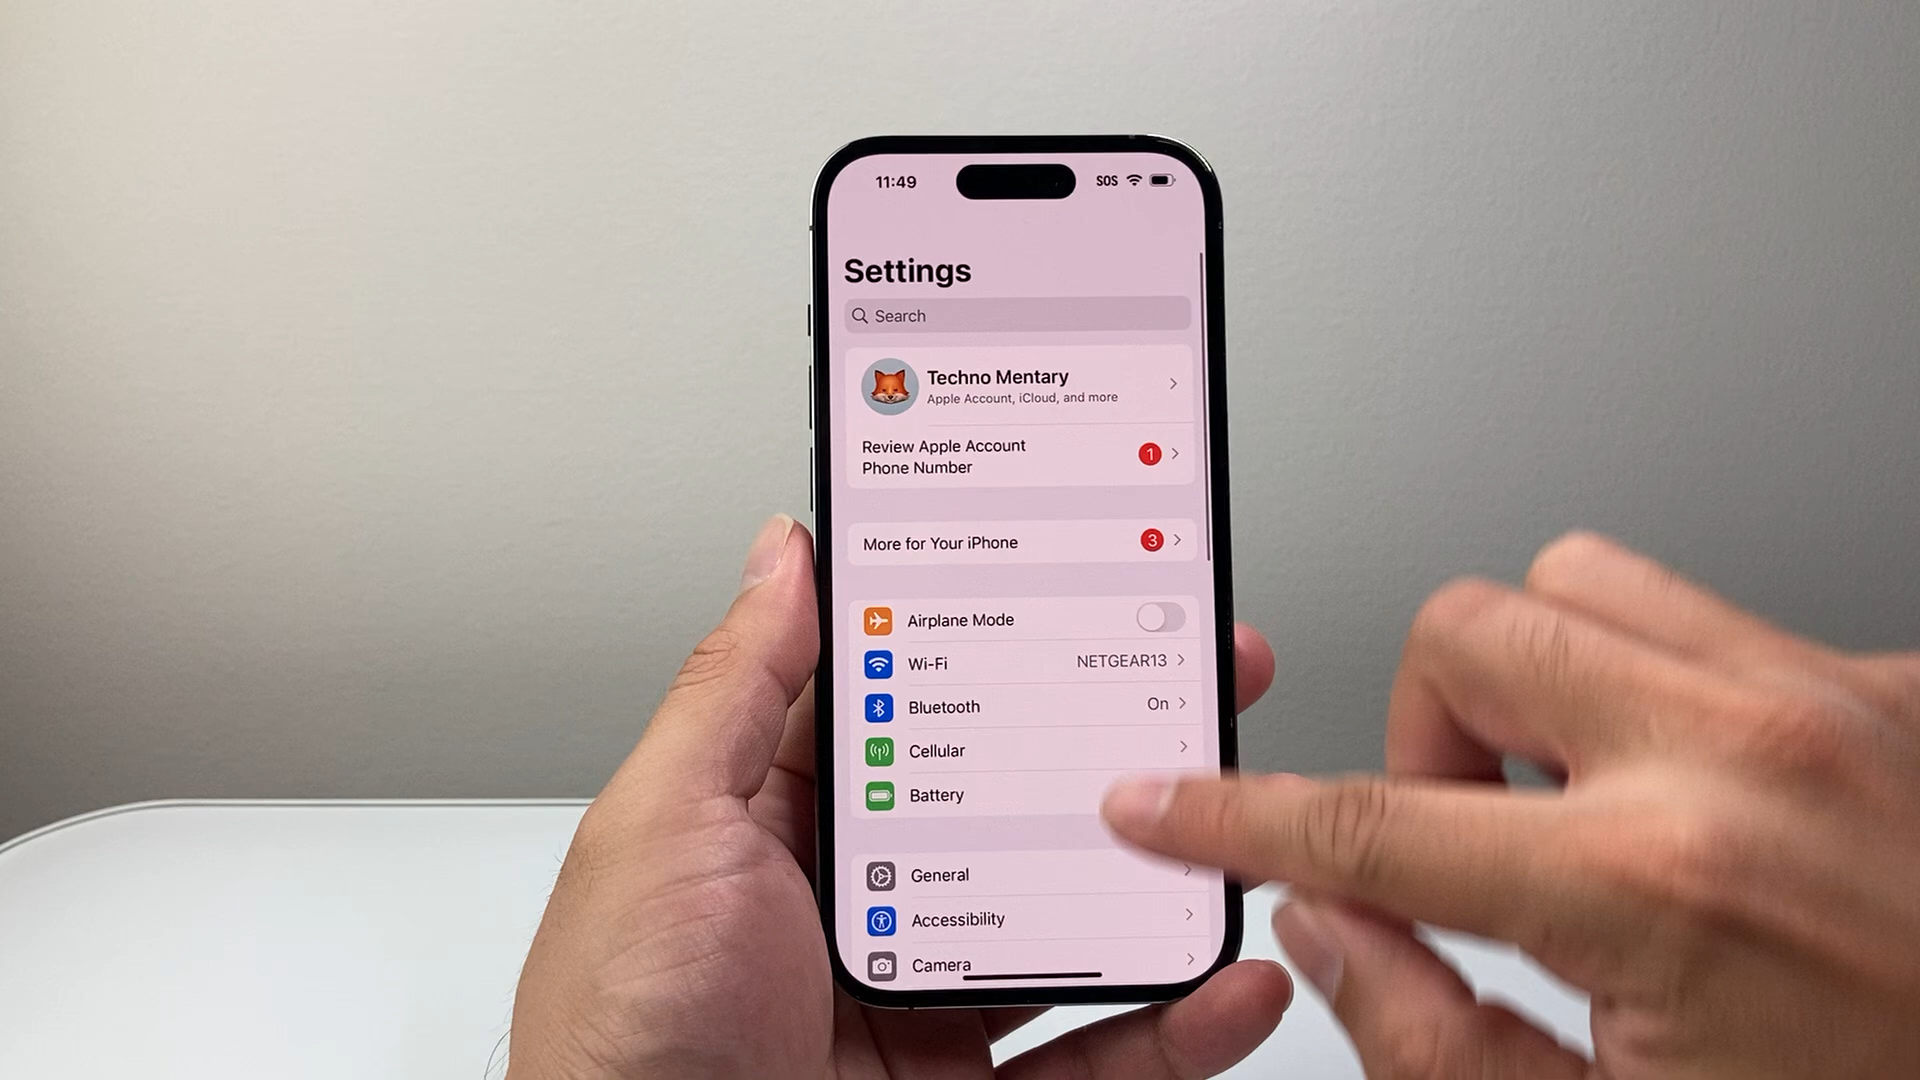 11:49
SOS
Settings
Search
Techno Mentary
Apple Account, iCloud, and more
Review Apple Account
Phone Number
1
More for Your iPhone
3
Airplane Mode
Wi-Fi NETGEAR13
Bluetooth On
Cellular
Battery
General
Accessibility
Camera